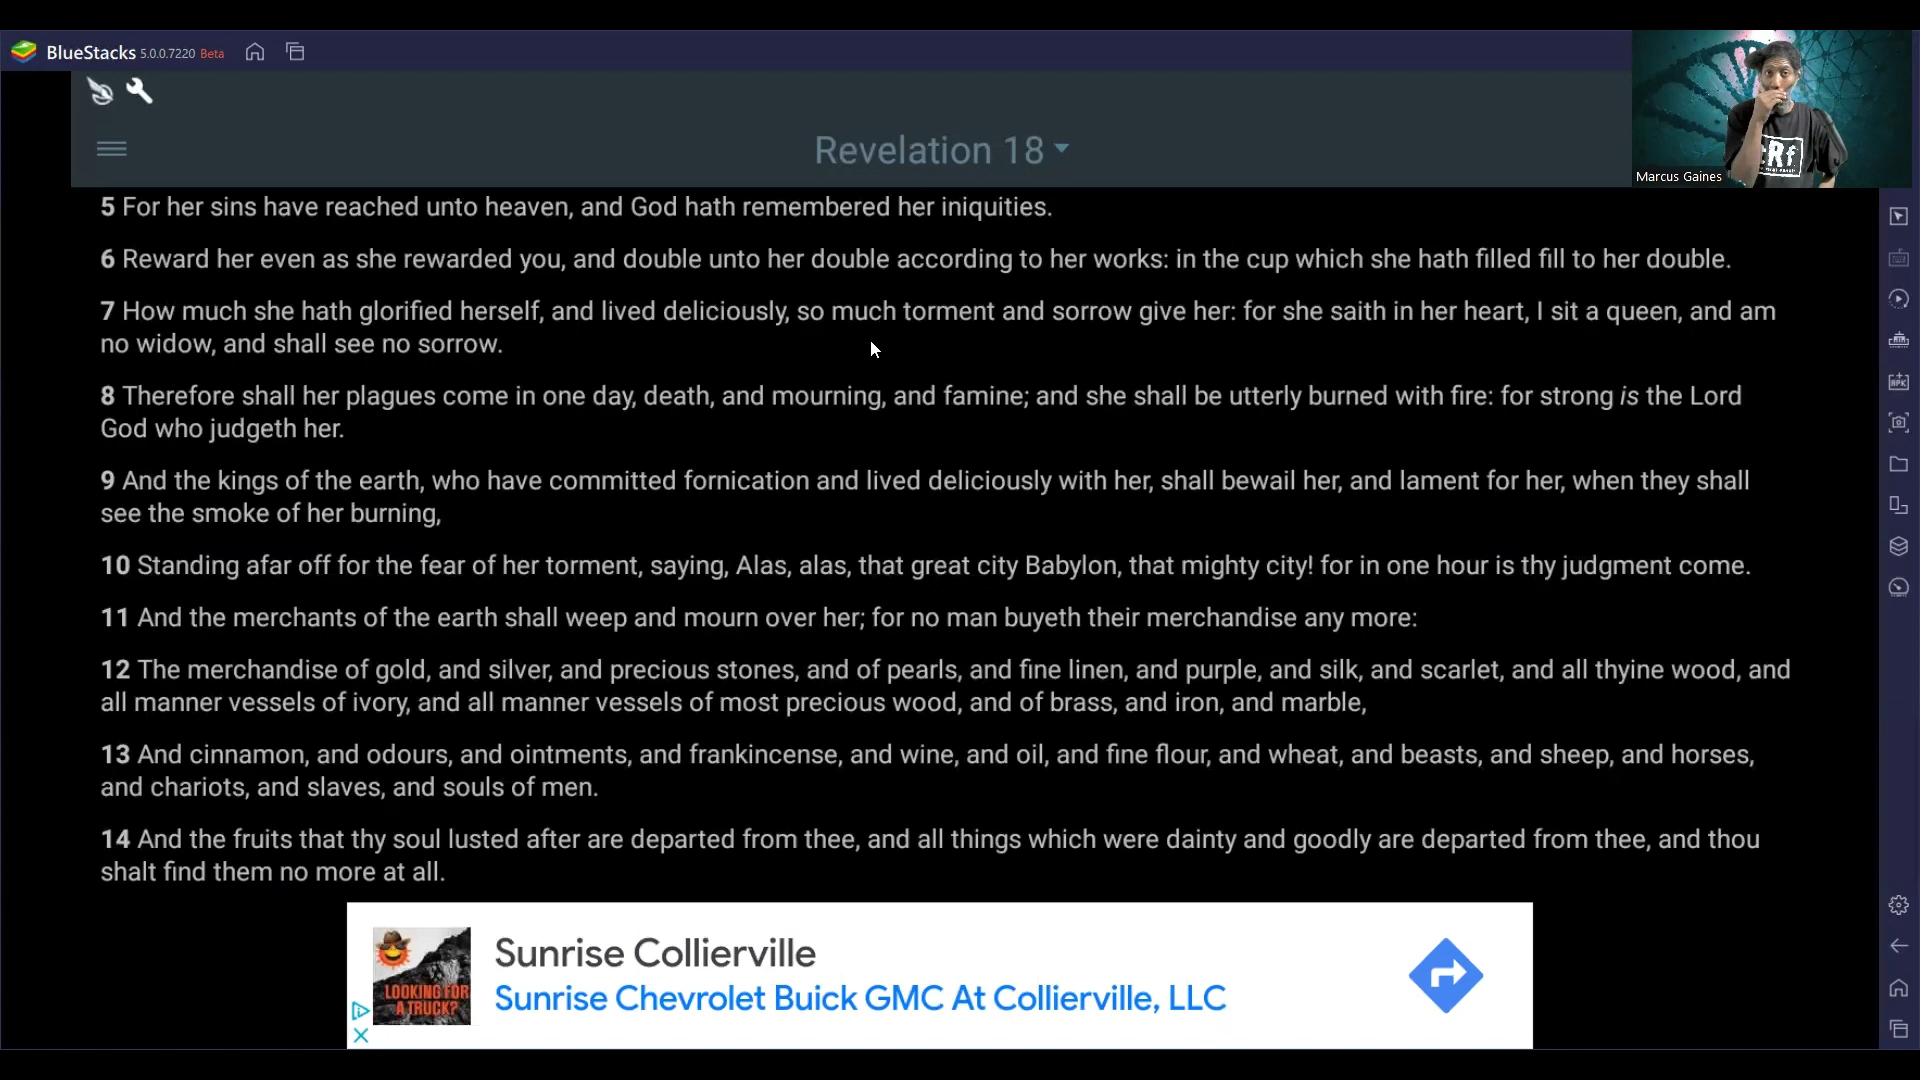 BlueStacks 5.0.0.7220 Beta
Revelation 18
Marcus Gaines
5 For her sins have reached unto heaven, and God hath remembered her iniquities.
6 Reward her even as she rewarded you, and double unto her double according to her works: in the cup which she hath filled fill to her double.
7 How much she hath glorified herself, and lived deliciously, so much torment and sorrow give her: for she saith in her heart, I sit a queen, and am
no widow, and shall see no sorrow.
8 Therefore shall her plagues come in one day, death, and mourning, and famine; and she shall be utterly burned with fire: for strong is the Lord
God who judgeth her.
9 And the kings of the earth, who have committed fornication and lived deliciously with her, shall bewail her, and lament for her, when they shall
see the smoke of her burning,
10 Standing afar off for the fear of her torment, saying, Alas, alas, that great city Babylon, that mighty city! for in one hour is thy judgment come.
11 And the merchants of the earth shall weep and mourn over her; for no man buyeth their merchandise any more:
12 The merchandise of gold, and silver, and precious stones, and of pearls, and fine linen, and purple, and silk, and scarlet, and all thyine wood, and
all manner vessels of ivory, and all manner vessels of most precious wood, and of brass, and iron, and marble,
13 And cinnamon, and odours, and ointments, and frankincense, and wine, and oil, and fine flour, and wheat, and beasts, and sheep, and horses,
and chariots, and slaves, and souls of men.
14 And the fruits that thy soul lusted after are departed from thee, and all things which were dainty and goodly are departed from thee, and thou
shalt find them no more at all.
LOOKING FOR
A TRUCK?
Sunrise Collierville
Sunrise Chevrolet Buick GMC At Collierville, LLC